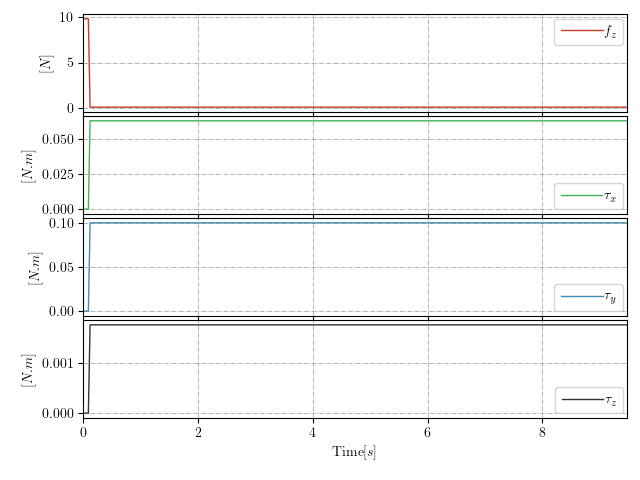 10
5
0
[N]
f_z
0.050
0.025
0.000
[N.m]
τ_x
0.10
0.05
0.00
[N.m]
τ_y
0.001
0.000
[N.m]
τ_z
0 2 4 6 8
Time[s]